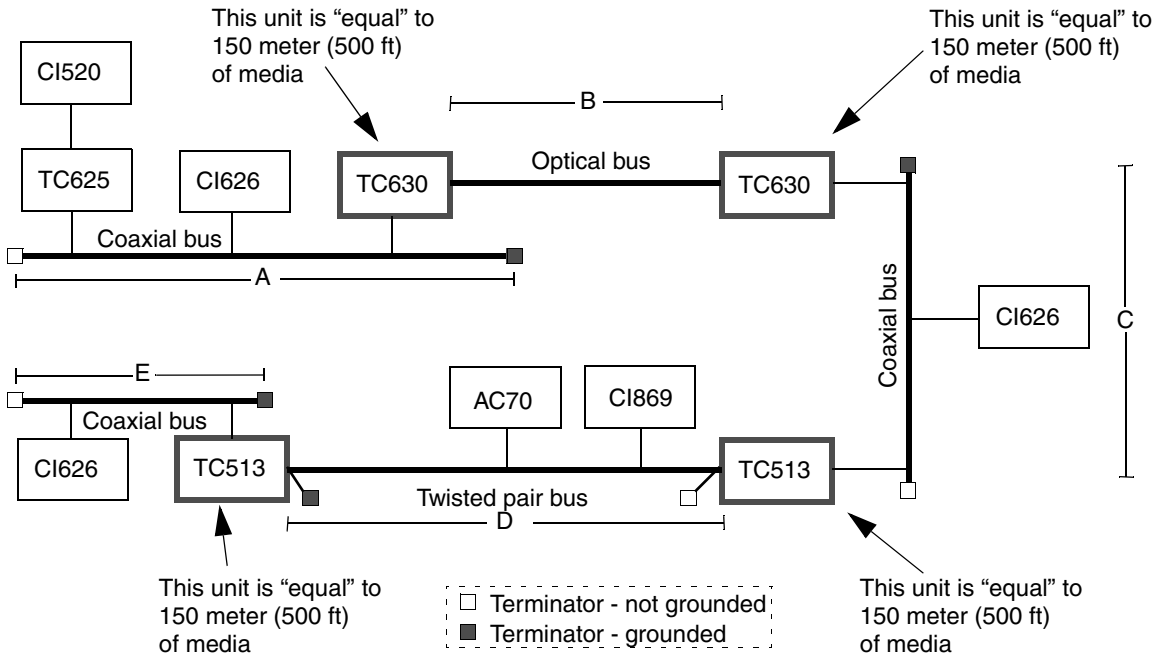 This unit is “equal” to
150 meter (500 ft)
of media
This unit is “equal” to
150 meter (500 ft)
of media
CI520
B
TC625
CI626
TC630
Optical bus
TC630
Coaxial bus
A
Coaxial bus
CI626
C
E
Coaxial bus
AC70
CI869
CI626
TC513
TC513
Twisted pair bus
D
This unit is “equal” to
150 meter (500 ft)
of media
Terminator - not grounded
Terminator - grounded
This unit is “equal” to
150 meter (500 ft)
of media